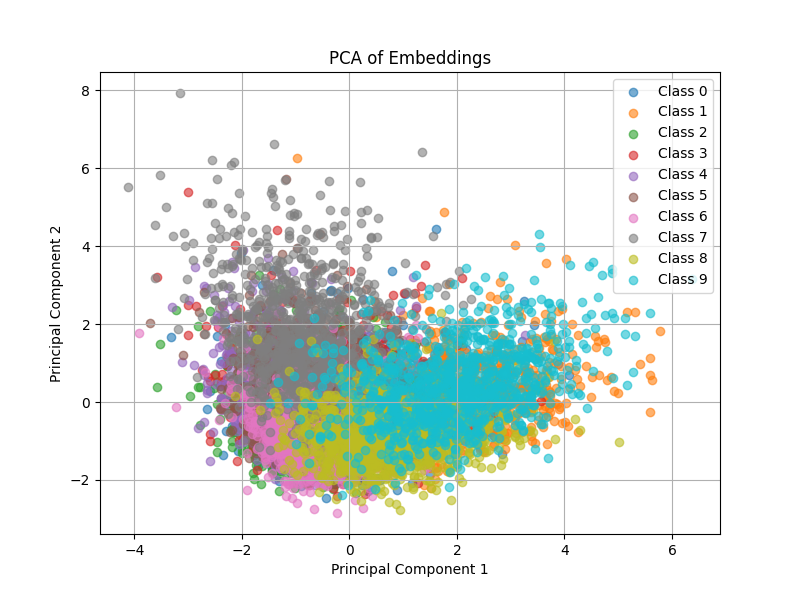 PCA of Embeddings
8
6
4
2
0
−2
−4
−2
0
2
4
6
Principal Component 1
Principal Component 2
Class 0
Class 1
Class 2
Class 3
Class 4
Class 5
Class 6
Class 7
Class 8
Class 9